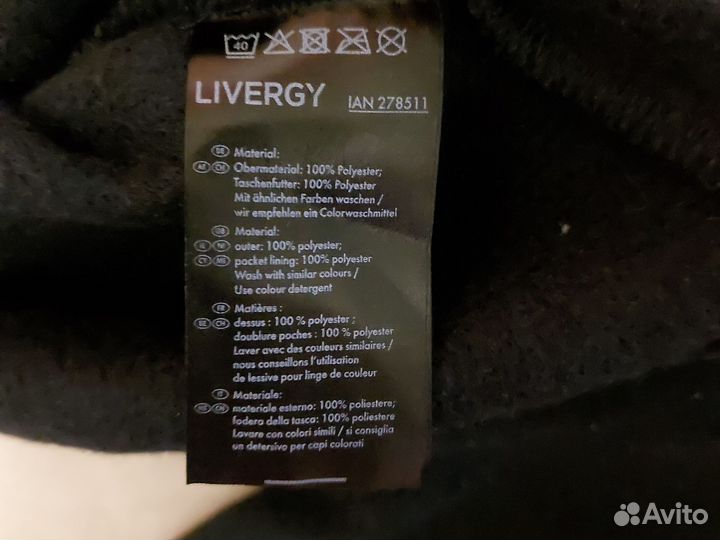 40
LIVERGY IAN 278511
DE Material:
AT CH Obermaterial: 100% Polyester;
Taschenfutter: 100% Polyester
Mit ähnlichen Farben waschen /
wir empfehlen ein Colorwaschmittel
GB Material:
IE outer: 100% polyester;
CY pocket lining: 100% polyester
Wash with similar colours /
Use colour detergent
FR Matières :
BE CH dessus : 100 % polyester ;
doublure poches : 100 % polyester
Laver avec des couleurs similaires /
nous conseillons l'utilisation
de lessive pour linge de couleur
IT Materiale:
CH materiale esterno: 100% poliestere;
fodera della tasca: 100% poliestere
Lavare con colori simili / si consiglia
un detersivo per capi colorati
Avito